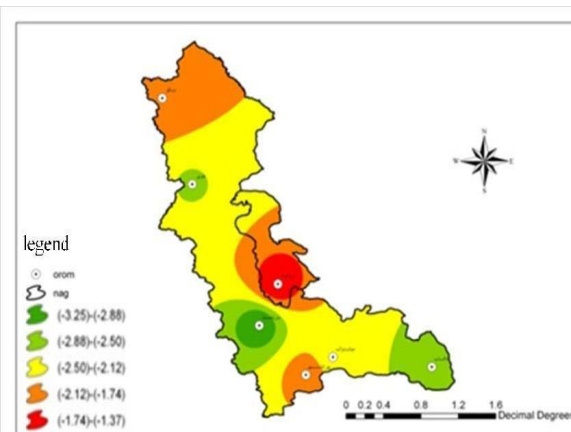 N
W E
S
legend
orom
nag
(-3.25)-(-2.88)
(-2.88)-(-2.50)
(-2.50)-(-2.12)
(-2.12)-(-1.74)
(-1.74)-(-1.37)
0 0.2 0.4 0.8 1.2 1.6
Decimal Degree